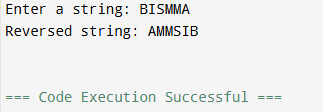 Enter a string: BISMMA
Reversed string: AMMSIB
=== Code Execution Successful ===